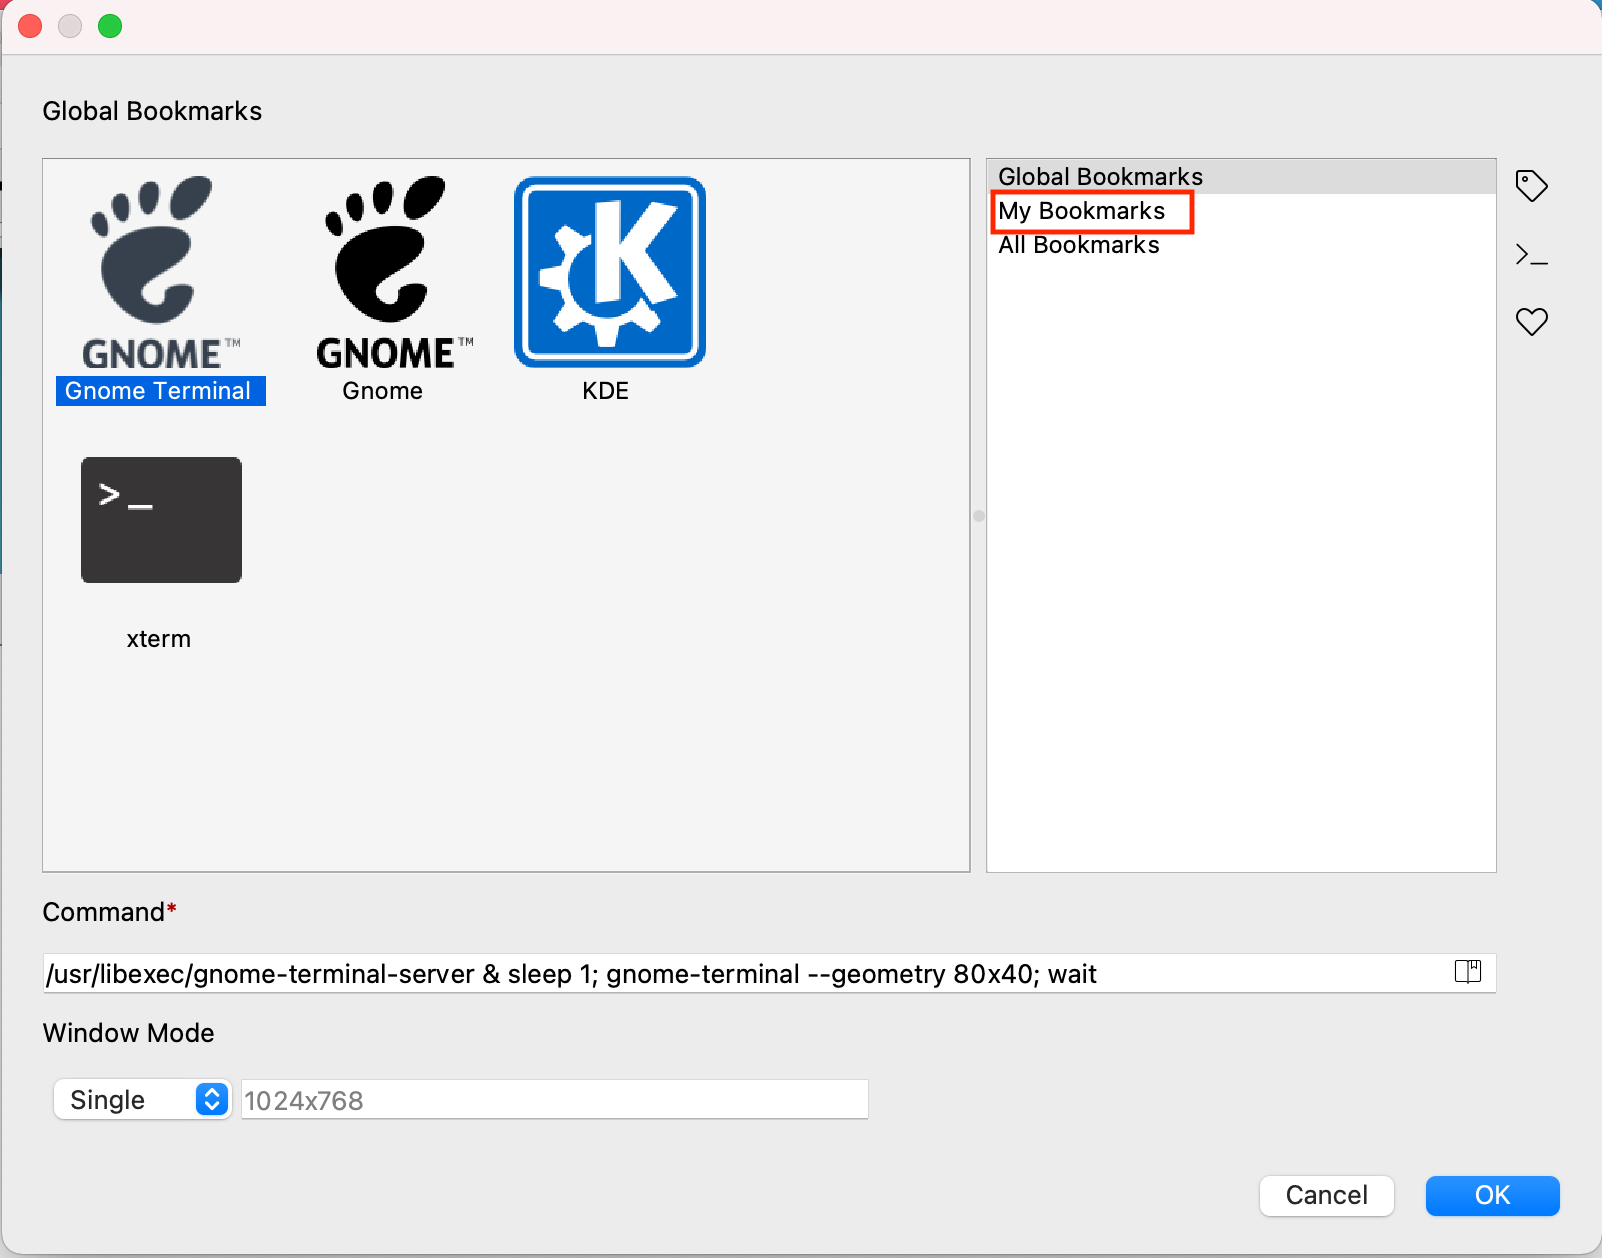 Global Bookmarks
GNOME™
Gnome Terminal
GNOME™
Gnome
K
KDE
>_
xterm
Global Bookmarks
My Bookmarks
All Bookmarks
>_
Command*
/usr/libexec/gnome-terminal-server & sleep 1; gnome-terminal --geometry 80x40; wait
Window Mode
Single
1024x768
Cancel
OK